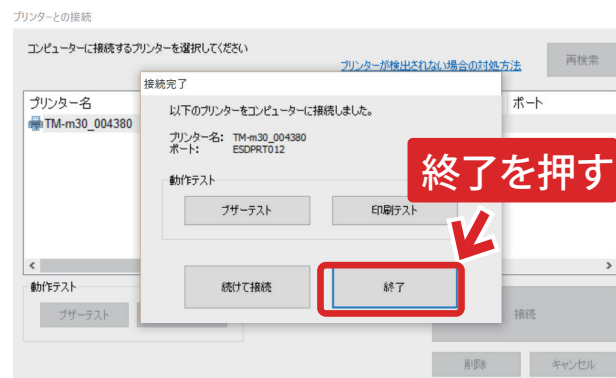 プリンターとの接続
コンピューターに接続するプリンターを選択してください
プリンターが検出されない場合の対処方法
再検索
接続完了
プリンター名
ポート
TM-m30_004380
以下のプリンターをコンピューターに接続しました。
プリンター名: TM-m30_004380
ポート: ESDPRT012
終了を押す
動作テスト
ブザーテスト
印刷テスト
続けて接続
終了
動作テスト
ブザーテスト
接続
削除
キャンセル